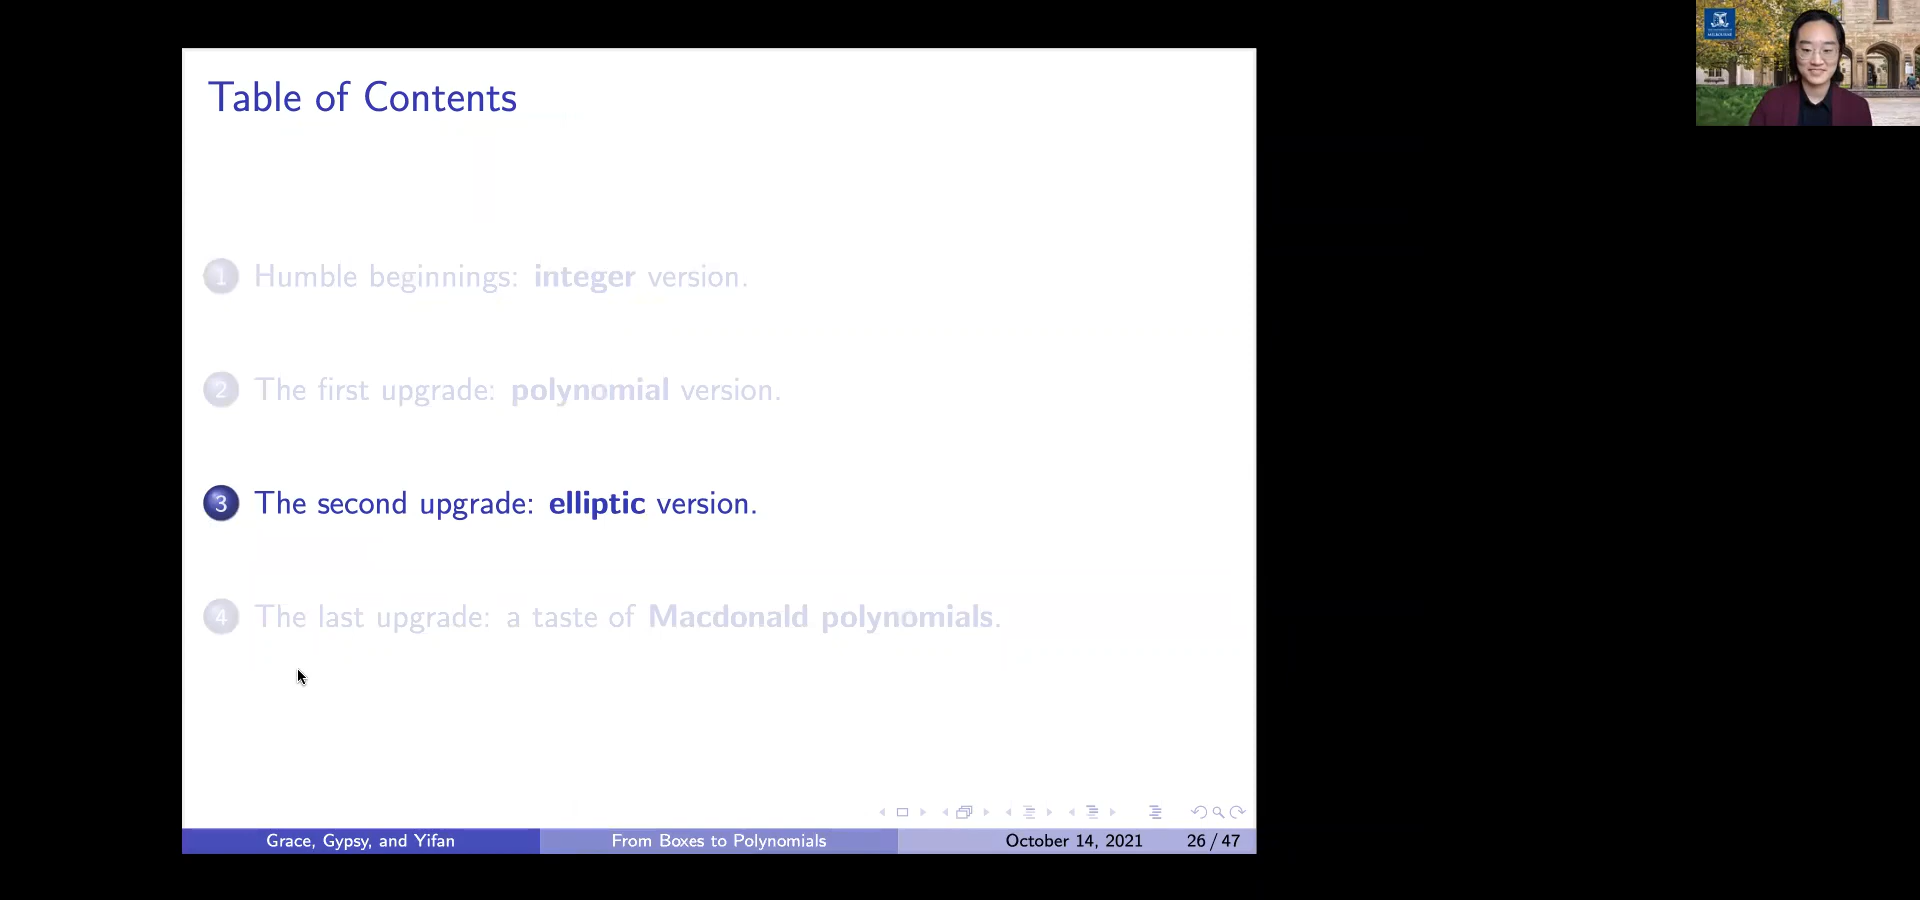 Table of Contents
1 Humble beginnings: integer version.
2 The first upgrade: polynomial version.
3 The second upgrade: elliptic version.
4 The last upgrade: a taste of Macdonald polynomials.
Grace, Gypsy, and Yifan
From Boxes to Polynomials
October 14, 2021
26 / 47
MELBOURNE